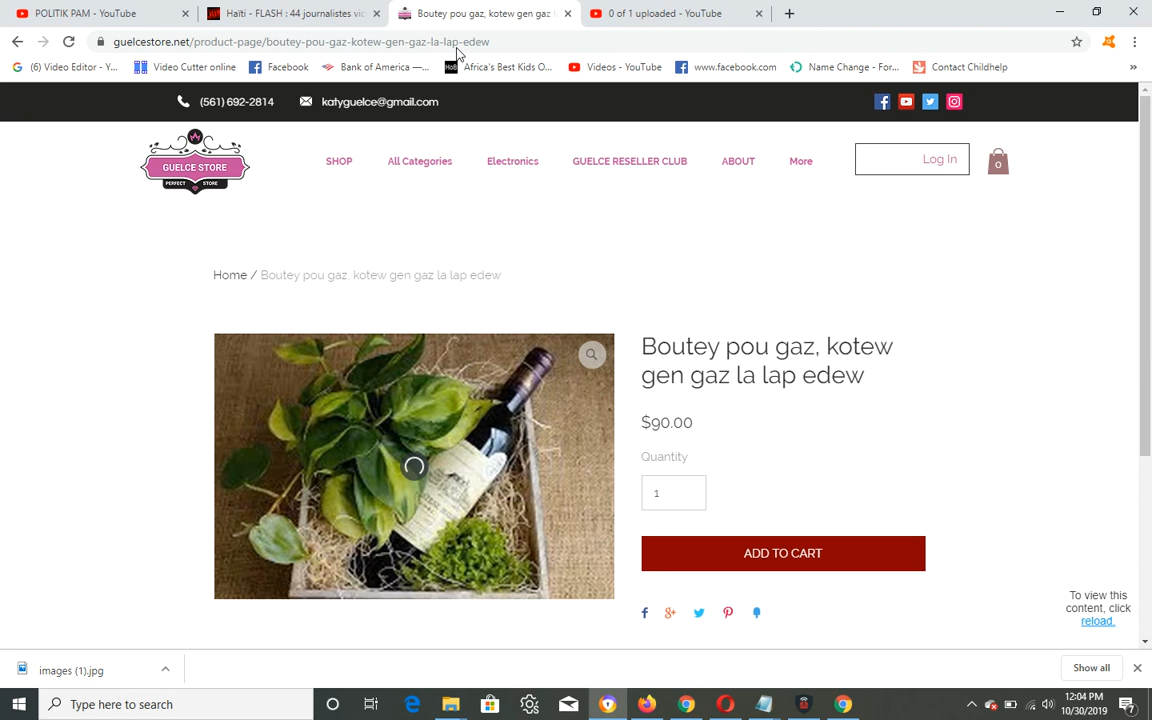 POLITIK PAM - YouTube
Haïti - FLASH : 44 journalistes vic
Boutey pou gaz, kotew gen gaz l
0 of 1 uploaded - YouTube
guelcestore.net/product-page/boutey-pou-gaz-kotew-gen-gaz-la-lap-edew
(6) Video Editor - Y...
Video Cutter online
Facebook
Bank of America —...
HoB
Africa's Best Kids O...
Videos - YouTube
www.facebook.com
Name Change - For...
Contact Childhelp
(561) 692-2814
katyguelce@gmail.com
GUELCE STORE
PERFECT STORE
SHOP
All Categories
Electronics
GUELCE RESELLER CLUB
ABOUT
More
Log In
0
Home / Boutey pou gaz, kotew gen gaz la lap edew
Boutey pou gaz, kotew
gen gaz la lap edew
$90.00
Quantity
1
ADD TO CART
To view this
content, click
reload.
images (1).jpg
Show all
Type here to search
12:04 PM
10/30/2019
7